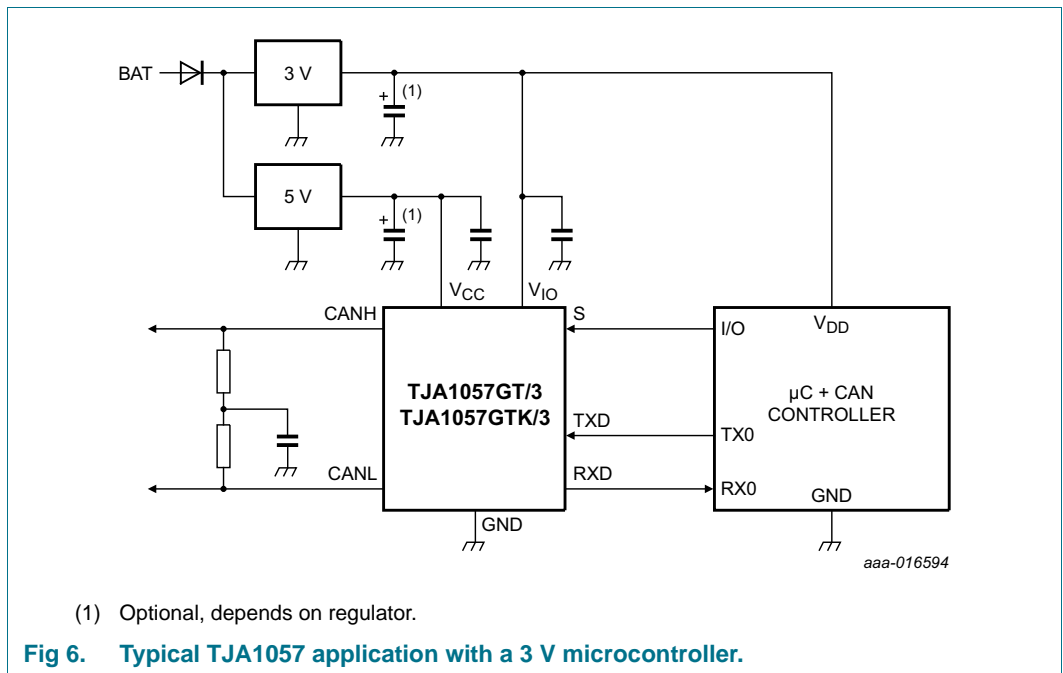 BAT
3 V
+
(1)
5 V
+
(1)
VCC
VIO
CANH
S
I/O
VDD
TJA1057GT/3
TJA1057GTK/3
µC + CAN
CONTROLLER
TXD
TX0
CANL
RXD
RX0
GND
GND
aaa-016594
(1) Optional, depends on regulator.
Fig 6. Typical TJA1057 application with a 3 V microcontroller.